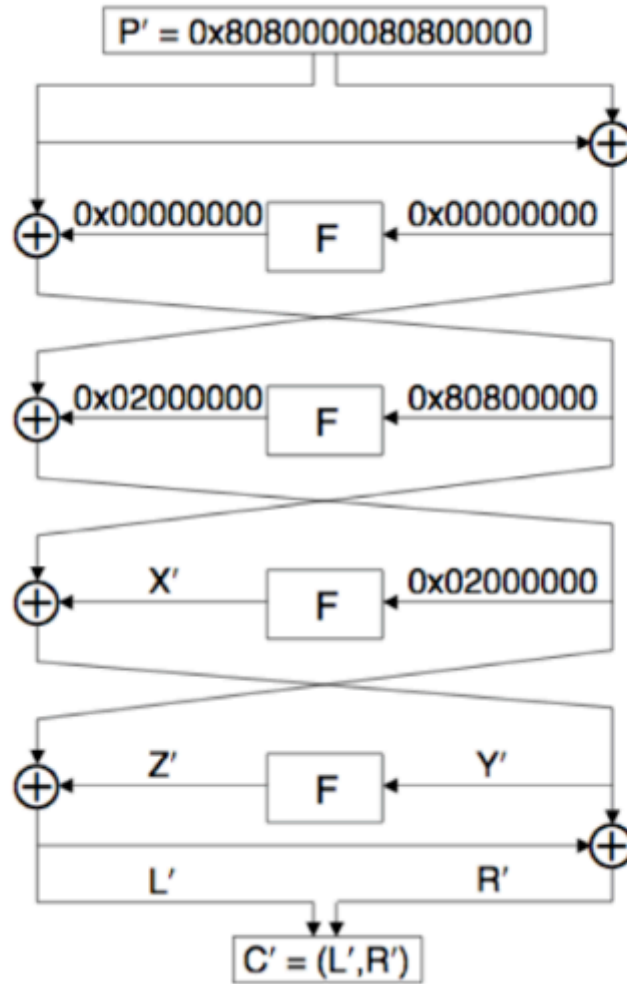 P′ = 0x8080000080800000
0x00000000 F 0x00000000
0x02000000 F 0x80800000
X′ F 0x02000000
Z′ F Y′
L′ R′
C′ = (L′,R′)